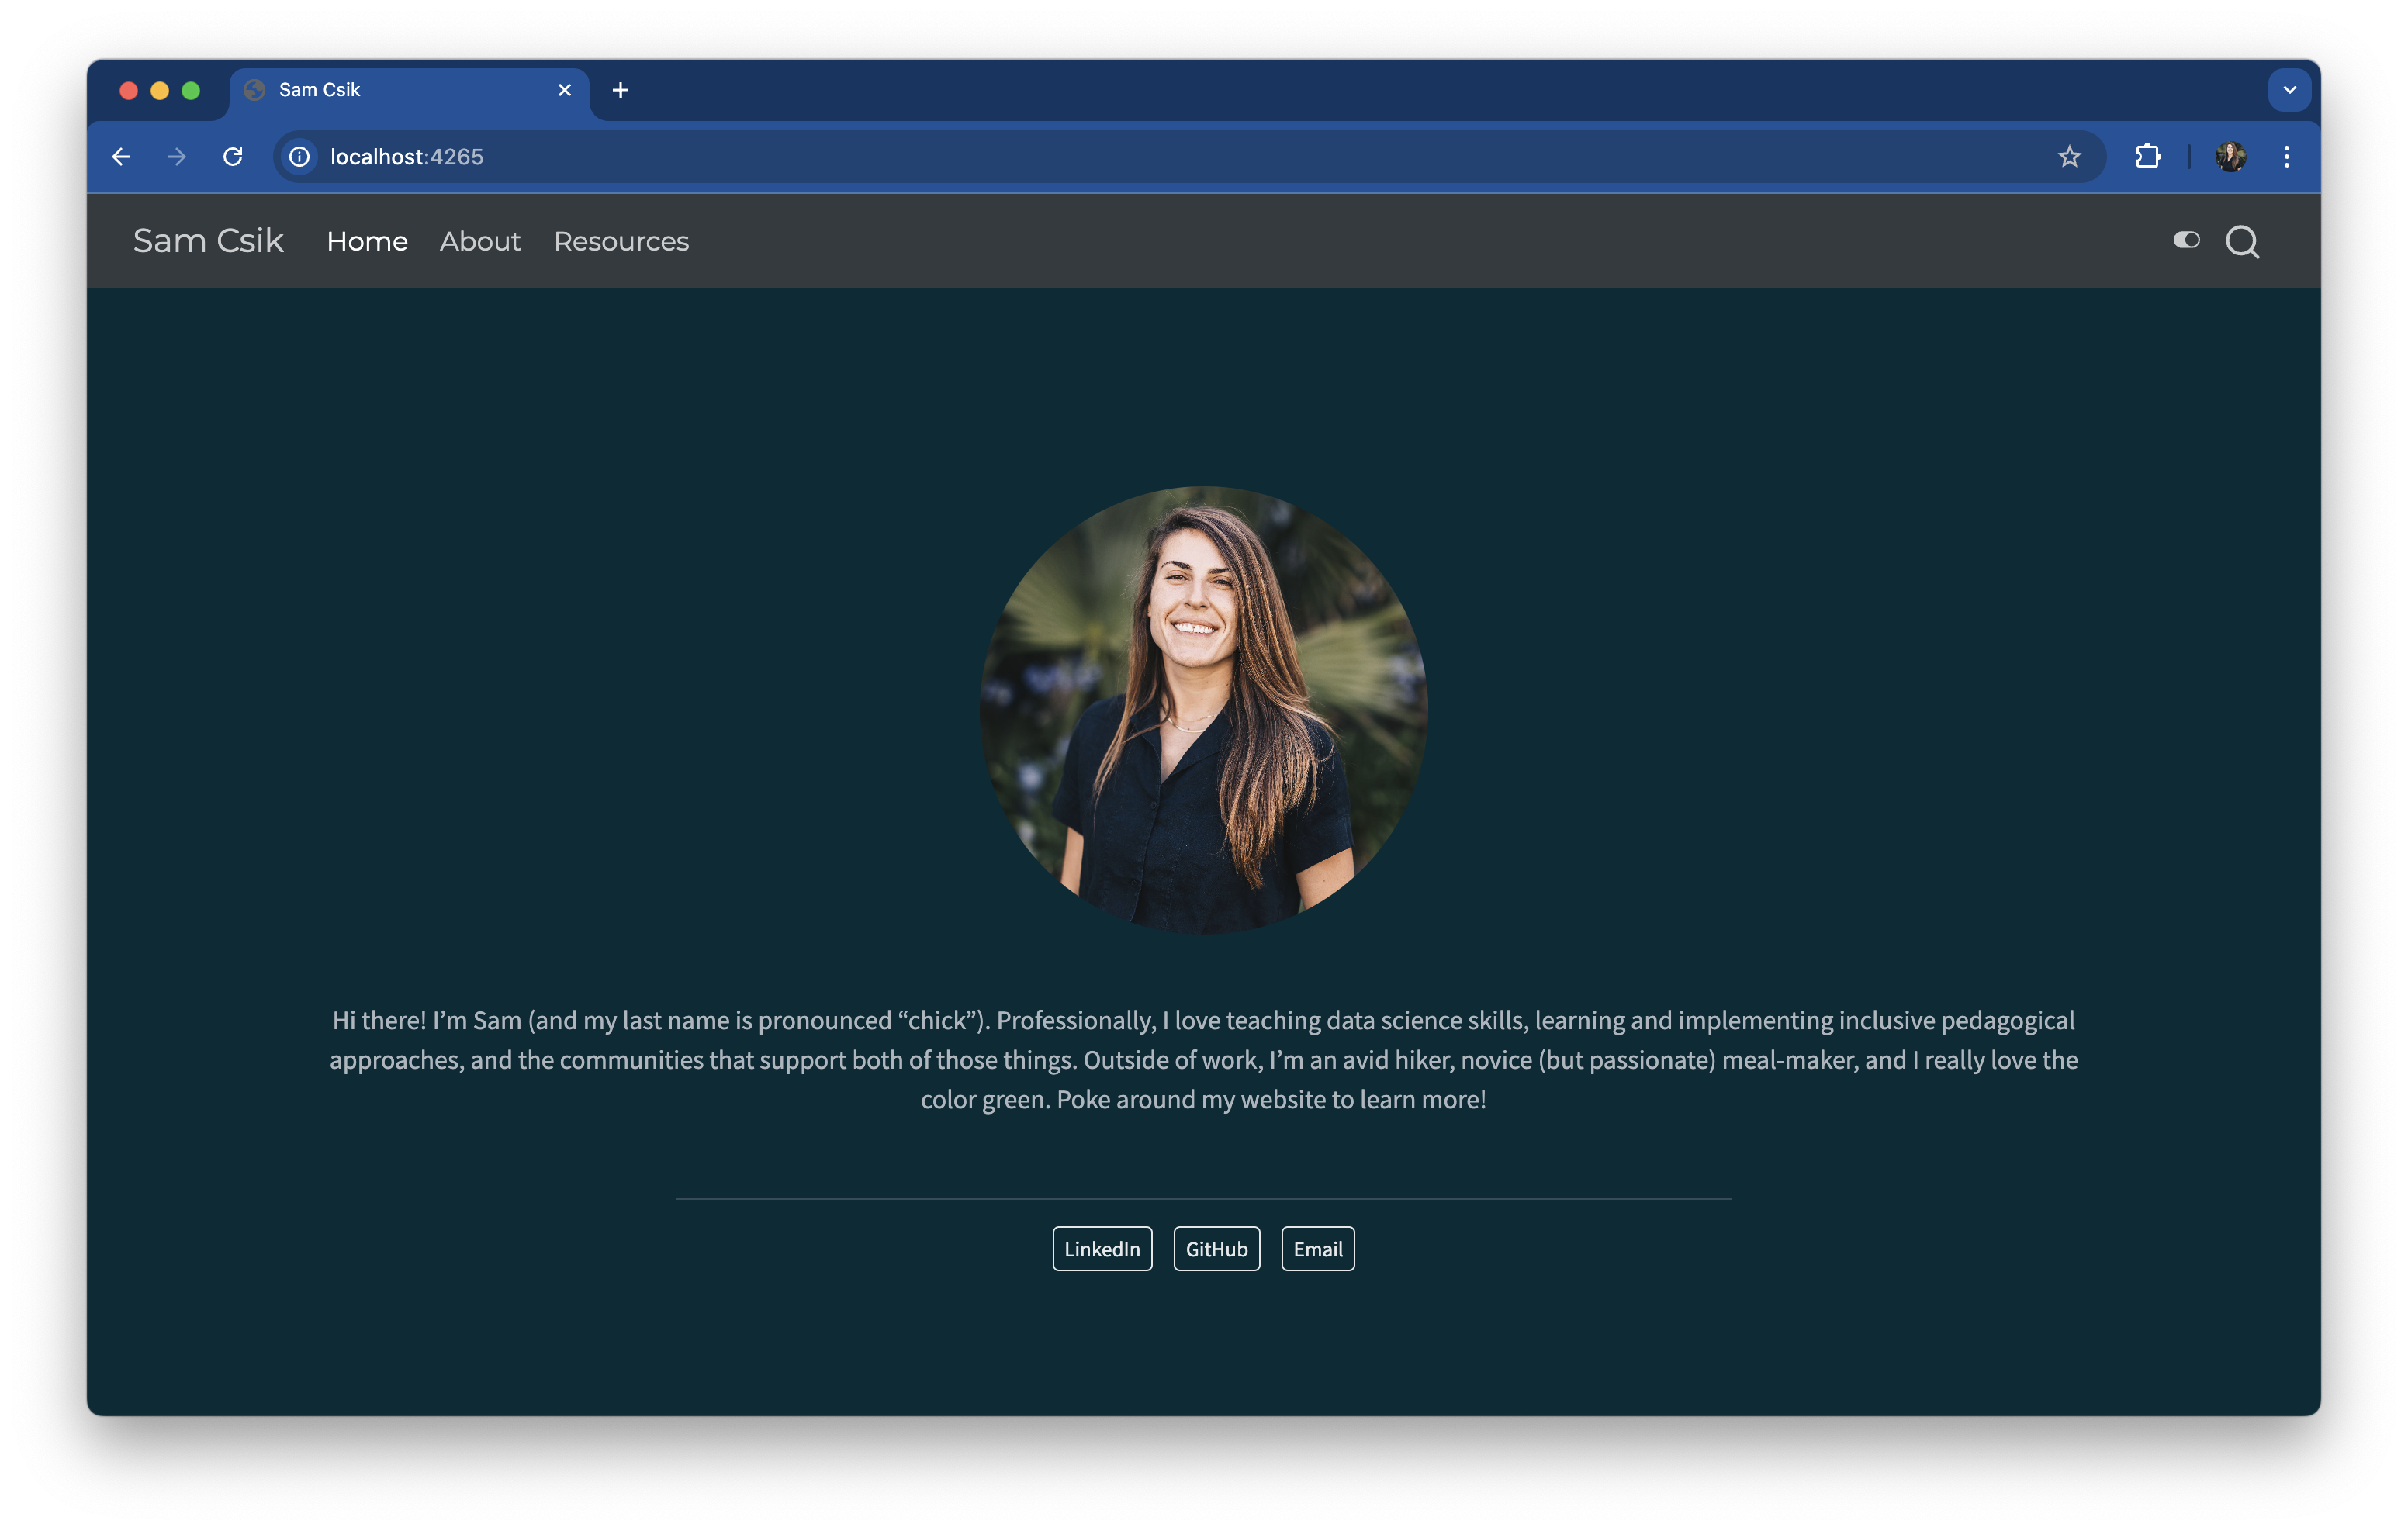 Sam Csik
localhost:4265
Sam Csik Home About Resources
Hi there! I’m Sam (and my last name is pronounced “chick”). Professionally, I love teaching data science skills, learning and implementing inclusive pedagogical
approaches, and the communities that support both of those things. Outside of work, I’m an avid hiker, novice (but passionate) meal-maker, and I really love the
color green. Poke around my website to learn more!
LinkedIn GitHub Email